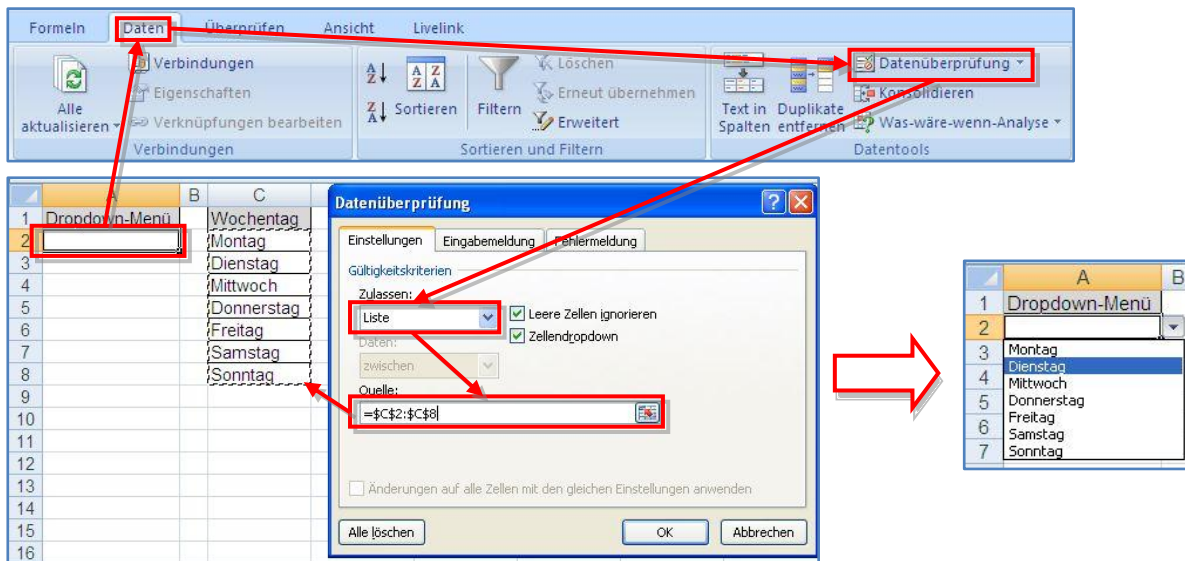 Formeln Daten Überprüfen Ansicht Livelink
Alle aktualisieren
Verbindungen
Eigenschaften
Verknüpfungen bearbeiten
Verbindungen
Sortieren
Filtern
Löschen
Erneut übernehmen
Erweitert
Sortieren und Filtern
Text in Spalten
Duplikate entfernen
Datenüberprüfung
Konsolidieren
Was-wäre-wenn-Analyse
Datentools
A B C
1 Dropdown-Menü Wochentag
2 Montag
3 Dienstag
4 Mittwoch
5 Donnerstag
6 Freitag
7 Samstag
8 Sonntag
9
10
11
12
13
14
15
16
Datenüberprüfung
Einstellungen Eingabemeldung Fehlermeldung
Gültigkeitskriterien
Zulassen:
Liste
Leere Zellen ignorieren
Daten:
Zellendropdown
zwischen
Quelle:
=$C$2:$C$8
Änderungen auf alle Zellen mit den gleichen Einstellungen anwenden
Alle löschen OK Abbrechen
A B
1 Dropdown-Menü
2
3 Montag
Dienstag
4 Mittwoch
5 Donnerstag
Freitag
6 Samstag
7 Sonntag